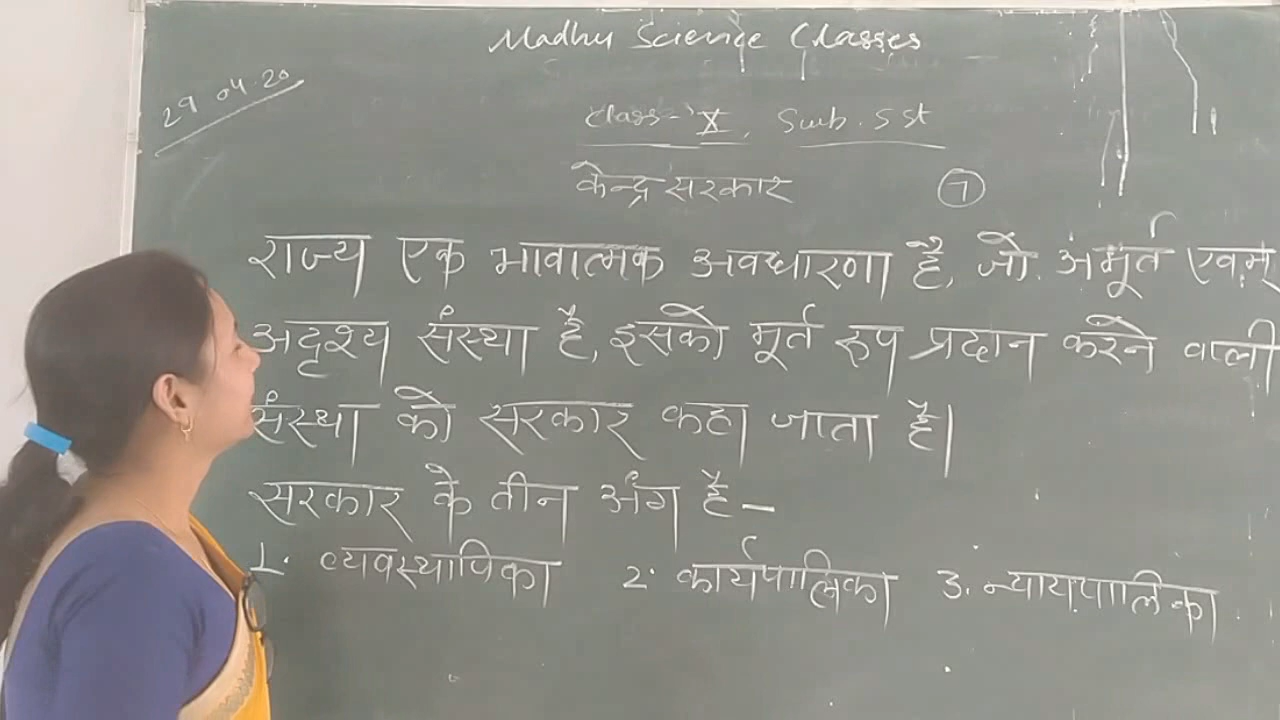 Madhu Science Classes
29.04.20
Class - X, Sub. S st
केन्द्र सरकार 7
राज्य एक भावात्मक अवधारणा है, जो अमूर्त एवम्
अदृश्य संस्था है, इसको मूर्त रूप प्रदान करने वाली
संस्था को सरकार कहा जाता है।
सरकार के तीन अंग है -
1. व्यवस्थापिका 2. कार्यपालिका 3. न्यायपालिका